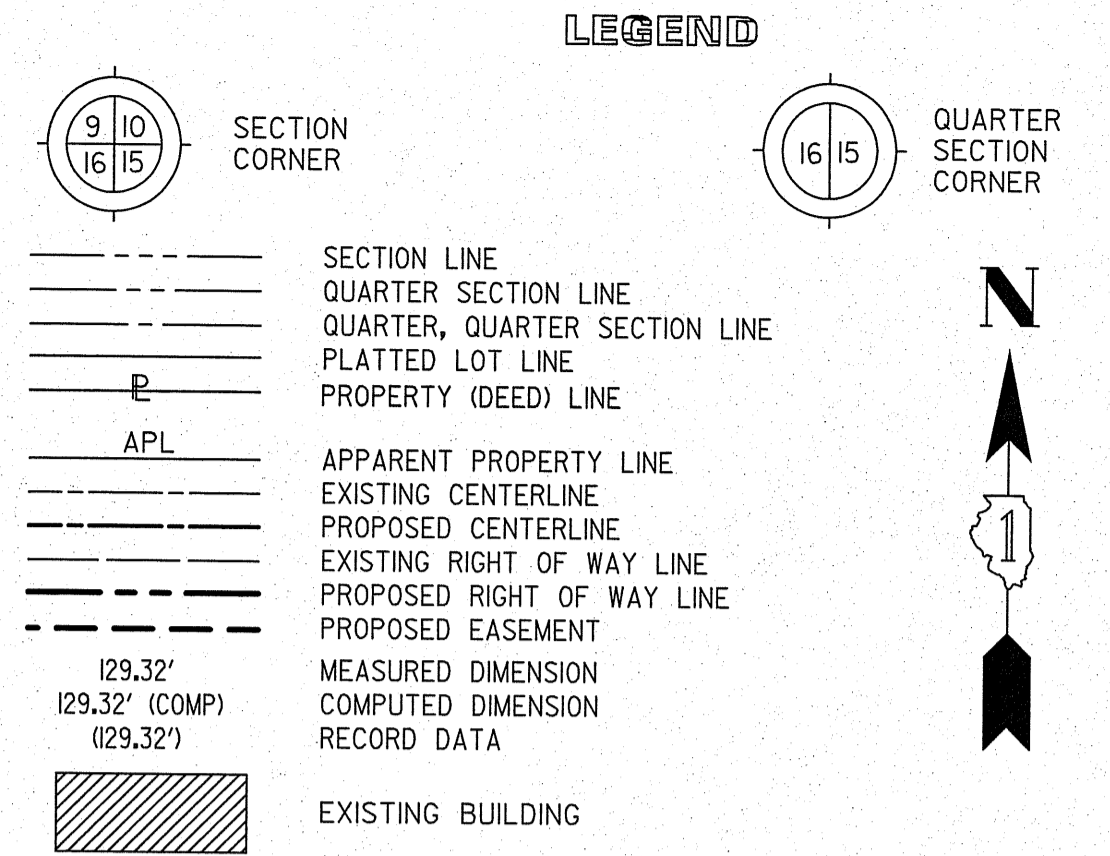 LEGEND
9 10
16 15
SECTION
CORNER
16 15
QUARTER
SECTION
CORNER
SECTION LINE
QUARTER SECTION LINE
QUARTER, QUARTER SECTION LINE
PLATTED LOT LINE
PL PROPERTY (DEED) LINE
APL APPARENT PROPERTY LINE
EXISTING CENTERLINE
PROPOSED CENTERLINE
EXISTING RIGHT OF WAY LINE
PROPOSED RIGHT OF WAY LINE
PROPOSED EASEMENT
129.32' MEASURED DIMENSION
129.32' (COMP) COMPUTED DIMENSION
(129.32') RECORD DATA
EXISTING BUILDING
N
1